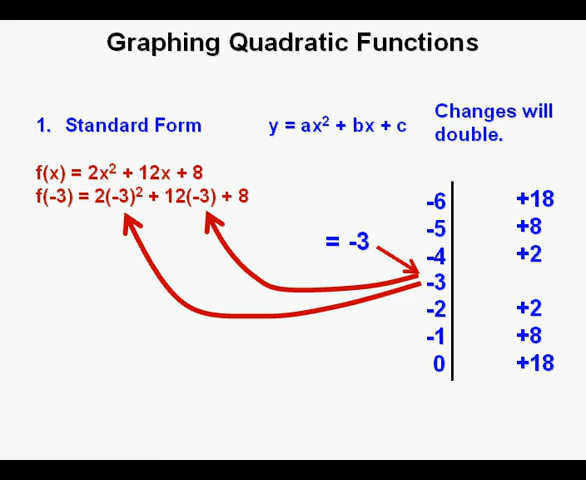 Graphing Quadratic Functions
1. Standard Form y = ax² + bx + c
Changes will
double.
f(x) = 2x² + 12x + 8
f(-3) = 2(-3)² + 12(-3) + 8
= -3
-6 +18
-5 +8
-4 +2
-3
-2 +2
-1 +8
0 +18